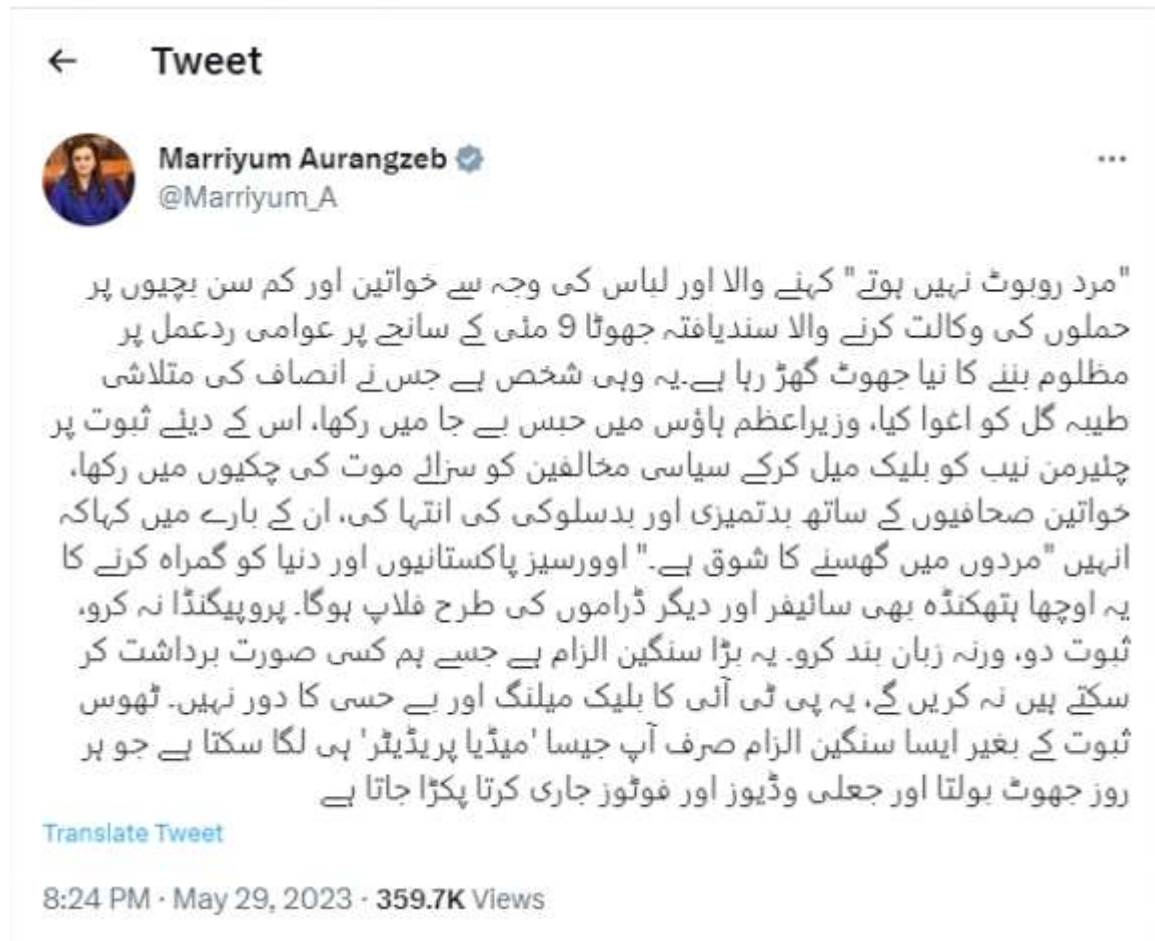 ← Tweet
Marriyum Aurangzeb
@Marriyum_A
"مرد روبوٹ نہیں ہوتے" کہنے والا اور لباس کی وجہ سے خواتین اور کم سن بچیوں پر
حملوں کی وکالت کرنے والا سندیافتہ جھوٹا 9 مئی کے سانحے پر عوامی ردعمل پر
مظلوم بننے کا نیا جھوٹ گھڑ رہا ہے۔یہ وہی شخص ہے جس نے انصاف کی متلاشی
طیبہ گل کو اغوا کیا، وزیراعظم ہاؤس میں حبس بے جا میں رکھا، اس کے دیئے ثبوت پر
چئیرمن نیب کو بلیک میل کرکے سیاسی مخالفین کو سزائے موت کی چکیوں میں رکھا،
خواتین صحافیوں کے ساتھ بدتمیزی اور بدسلوکی کی انتہا کی، ان کے بارے میں کہاکہ
انہیں "مردوں میں گھسنے کا شوق ہے۔" اوورسیز پاکستانیوں اور دنیا کو گمراہ کرنے کا
یہ اوچھا ہتھکنڈہ بھی سائیفر اور دیگر ڈراموں کی طرح فلاپ ہوگا۔ پروپیگنڈا نہ کرو،
ثبوت دو، ورنہ زبان بند کرو۔ یہ بڑا سنگین الزام ہے جسے ہم کسی صورت برداشت کر
سکتے ہیں نہ کریں گے، یہ پی ٹی آئی کا بلیک میلنگ اور بے حسی کا دور نہیں۔ ٹھوس
ثبوت کے بغیر ایسا سنگین الزام صرف آپ جیسا 'میڈیا پریڈیٹر' ہی لگا سکتا ہے جو ہر
روز جھوٹ بولتا اور جعلی وڈیوز اور فوٹوز جاری کرتا پکڑا جاتا ہے
Translate Tweet
8:24 PM · May 29, 2023 · 359.7K Views